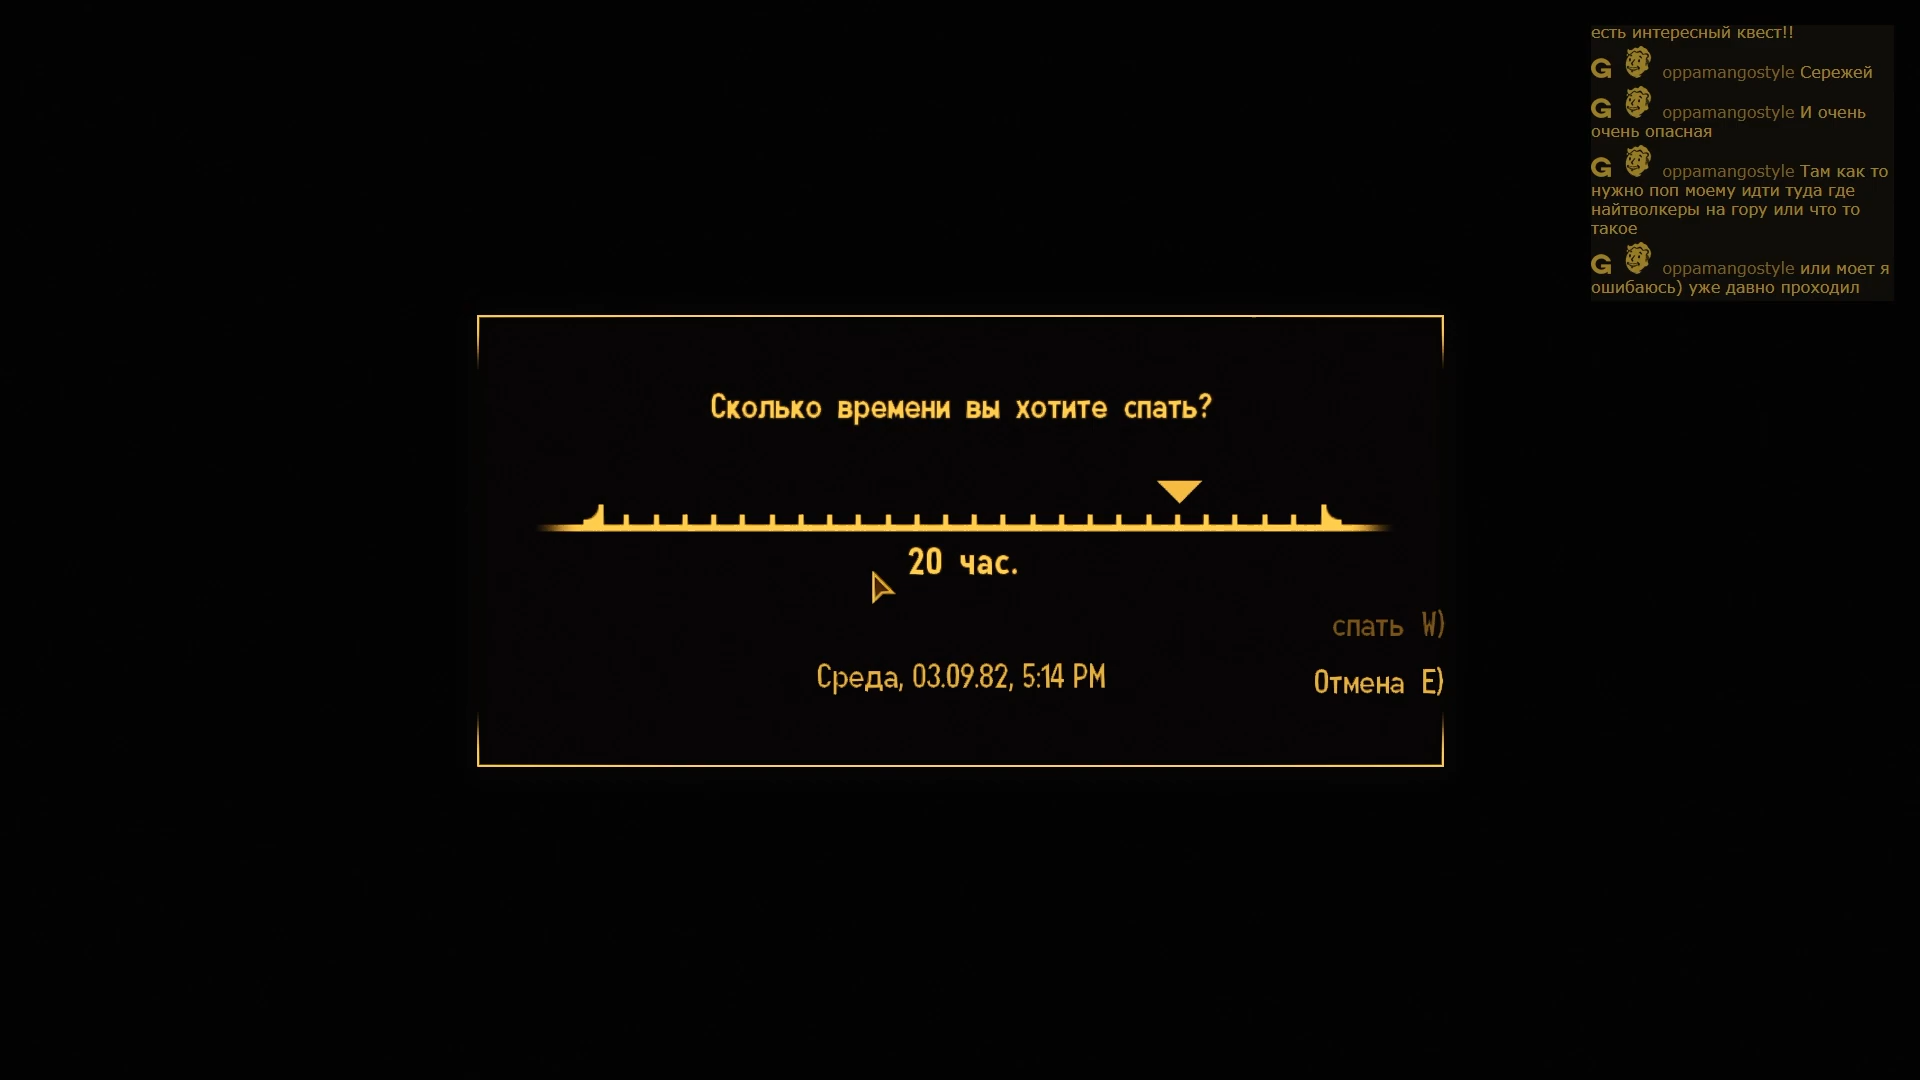 есть интересный квест!!
G oppamangostyle Сережей
G oppamangostyle И очень
очень опасная
G oppamangostyle Там как то
нужно поп моему идти туда где
найтволкеры на гору или что то
такое
G oppamangostyle или моет я
ошибаюсь) уже давно проходил
Сколько времени вы хотите спать?
20 час.
спать W)
Среда, 03.09.82, 5:14 PM
Отмена E)